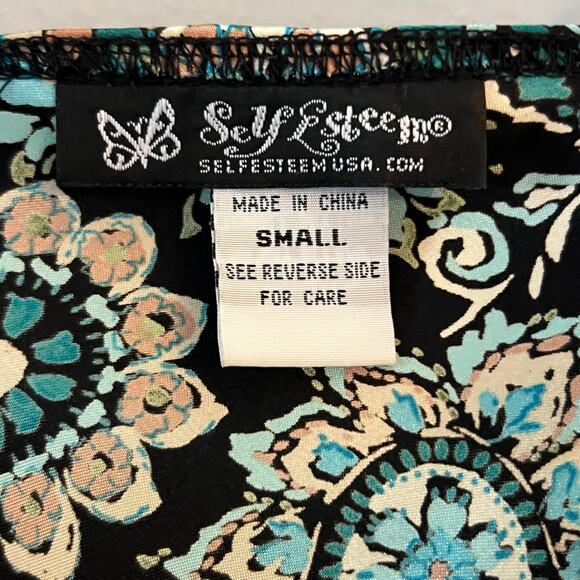 Self Esteem®
SELFESTEEMUSA.COM
MADE IN CHINA
SMALL
SEE REVERSE SIDE
FOR CARE